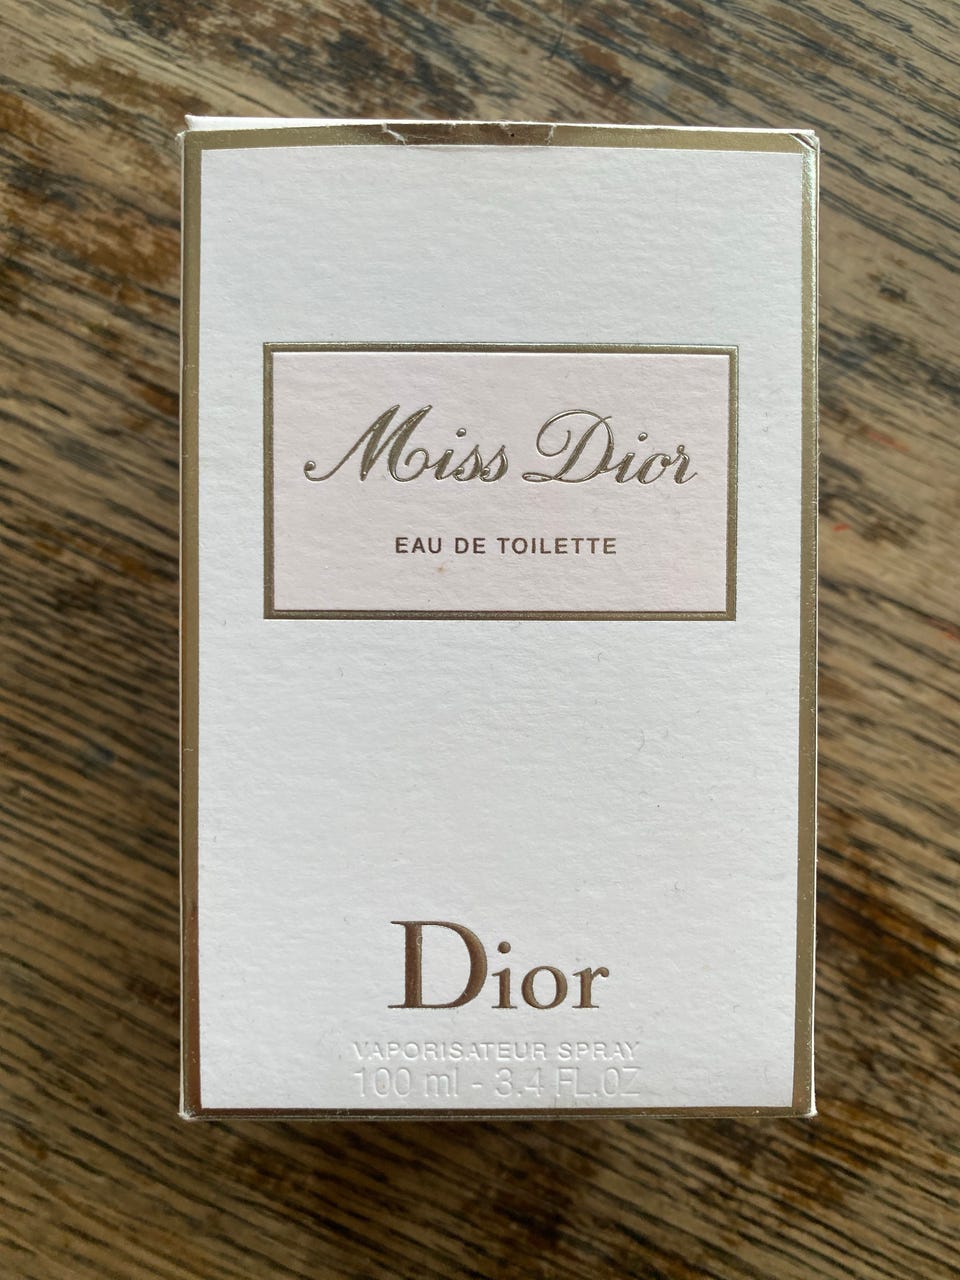 Miss Dior
EAU DE TOILETTE
Dior
VAPORISATEUR SPRAY
100 ml - 3.4 FL.OZ